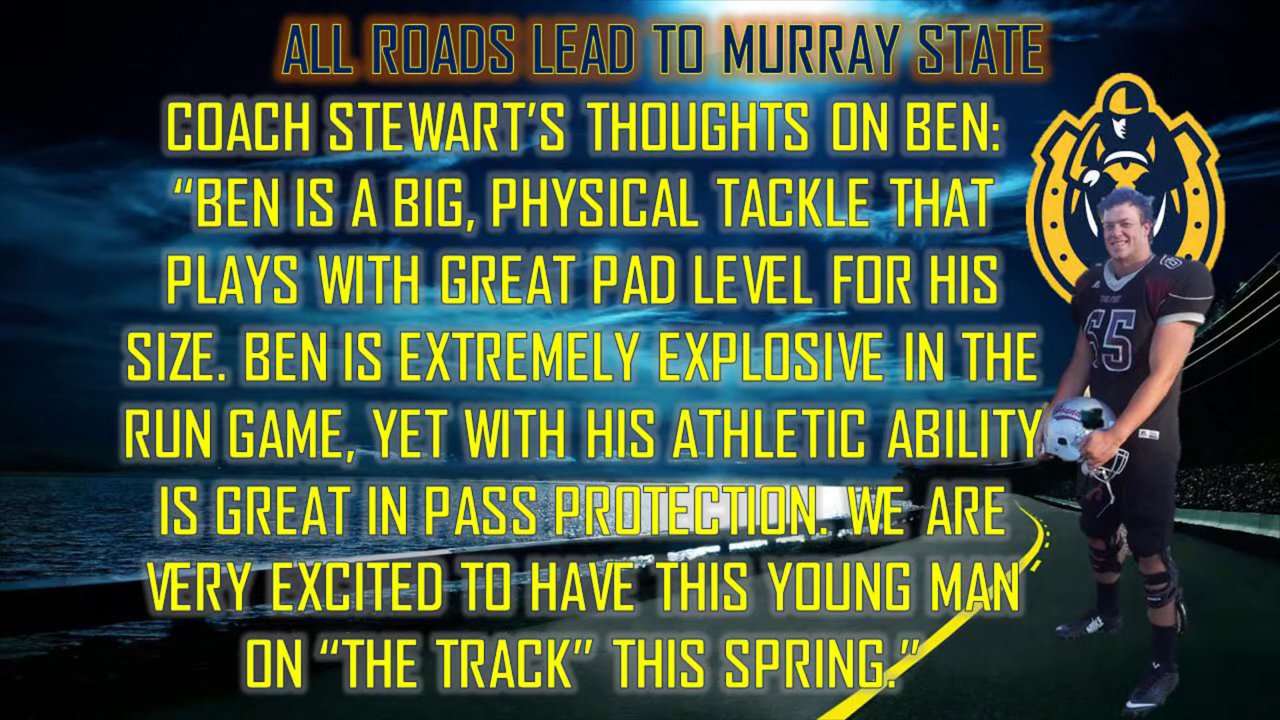 ALL ROADS LEAD TO MURRAY STATE
COACH STEWART'S THOUGHTS ON BEN:
“BEN IS A BIG, PHYSICAL TACKLE THAT
PLAYS WITH GREAT PAD LEVEL FOR HIS
SIZE. BEN IS EXTREMELY EXPLOSIVE IN THE
RUN GAME, YET WITH HIS ATHLETIC ABILITY
IS GREAT IN PASS PROTECTION. WE ARE
VERY EXCITED TO HAVE THIS YOUNG MAN
ON “THE TRACK” THIS SPRING.”
65